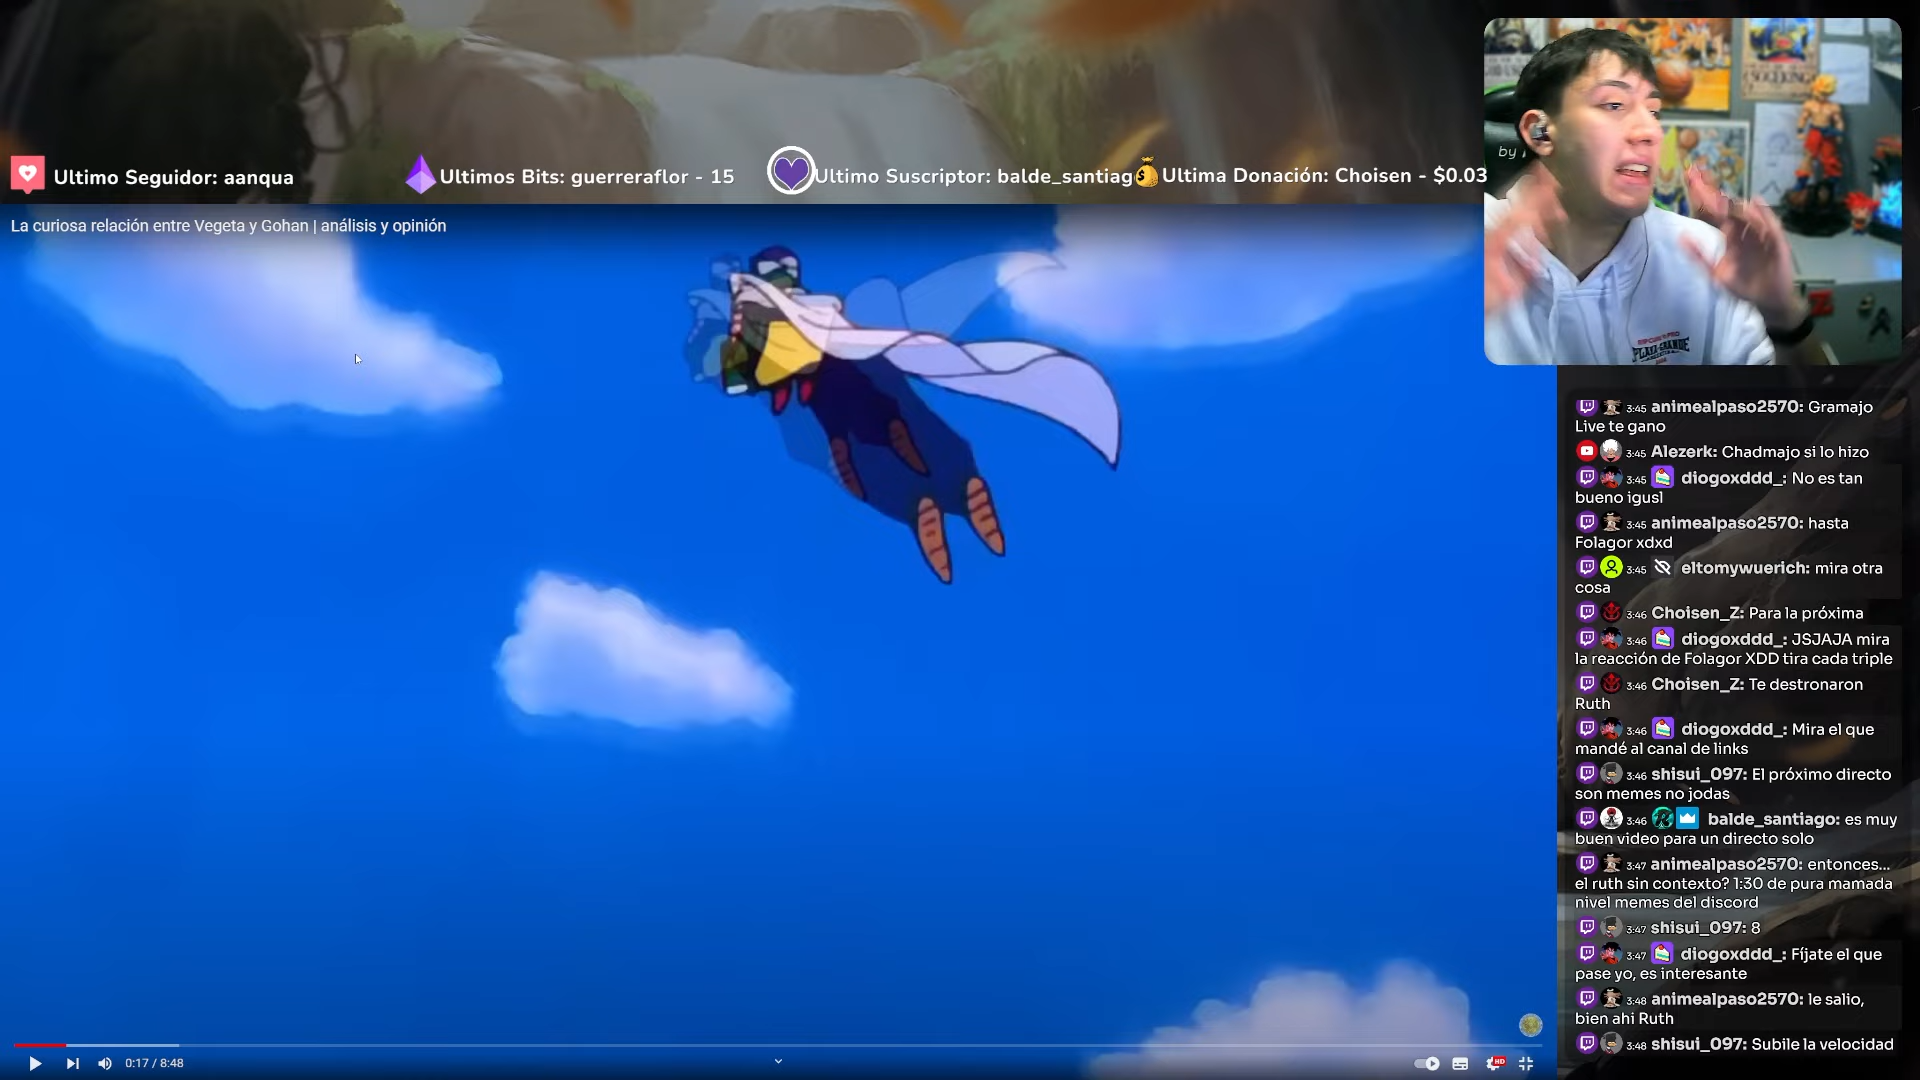 Ultimo Seguidor: aanqua
Ultimos Bits: guerreraflor - 15
Ultimo Suscriptor: balde_santiag
Ultima Donación: Choisen - $0.03
La curiosa relación entre Vegeta y Gohan | análisis y opinión
by
PLAYA GRANDE
3:45 animealpaso2570: Gramajo
Live te gano
3:45 Alezerk: Chadmajo si lo hizo
3:45 diogoxddd_: No es tan
bueno igusl
3:45 animealpaso2570: hasta
Folagor xdxd
3:45 eltomywuerich: mira otra
cosa
3:46 Choisen_Z: Para la próxima
3:46 diogoxddd_: JSJAJA mira
la reacción de Folagor XDD tira cada triple
3:46 Choisen_Z: Te destronaron
Ruth
3:46 diogoxddd_: Mira el que
mandé al canal de links
3:46 shisui_097: El próximo directo
son memes no jodas
3:46 balde_santiago: es muy
buen video para un directo solo
3:47 animealpaso2570: entonces...
el ruth sin contexto? 1:30 de pura mamada
nivel memes del discord
3:47 shisui_097: 8
3:47 diogoxddd_: Fíjate el que
pase yo, es interesante
3:48 animealpaso2570: le salio,
bien ahi Ruth
3:48 shisui_097: Subile la velocidad
0:17 / 8:48
HD